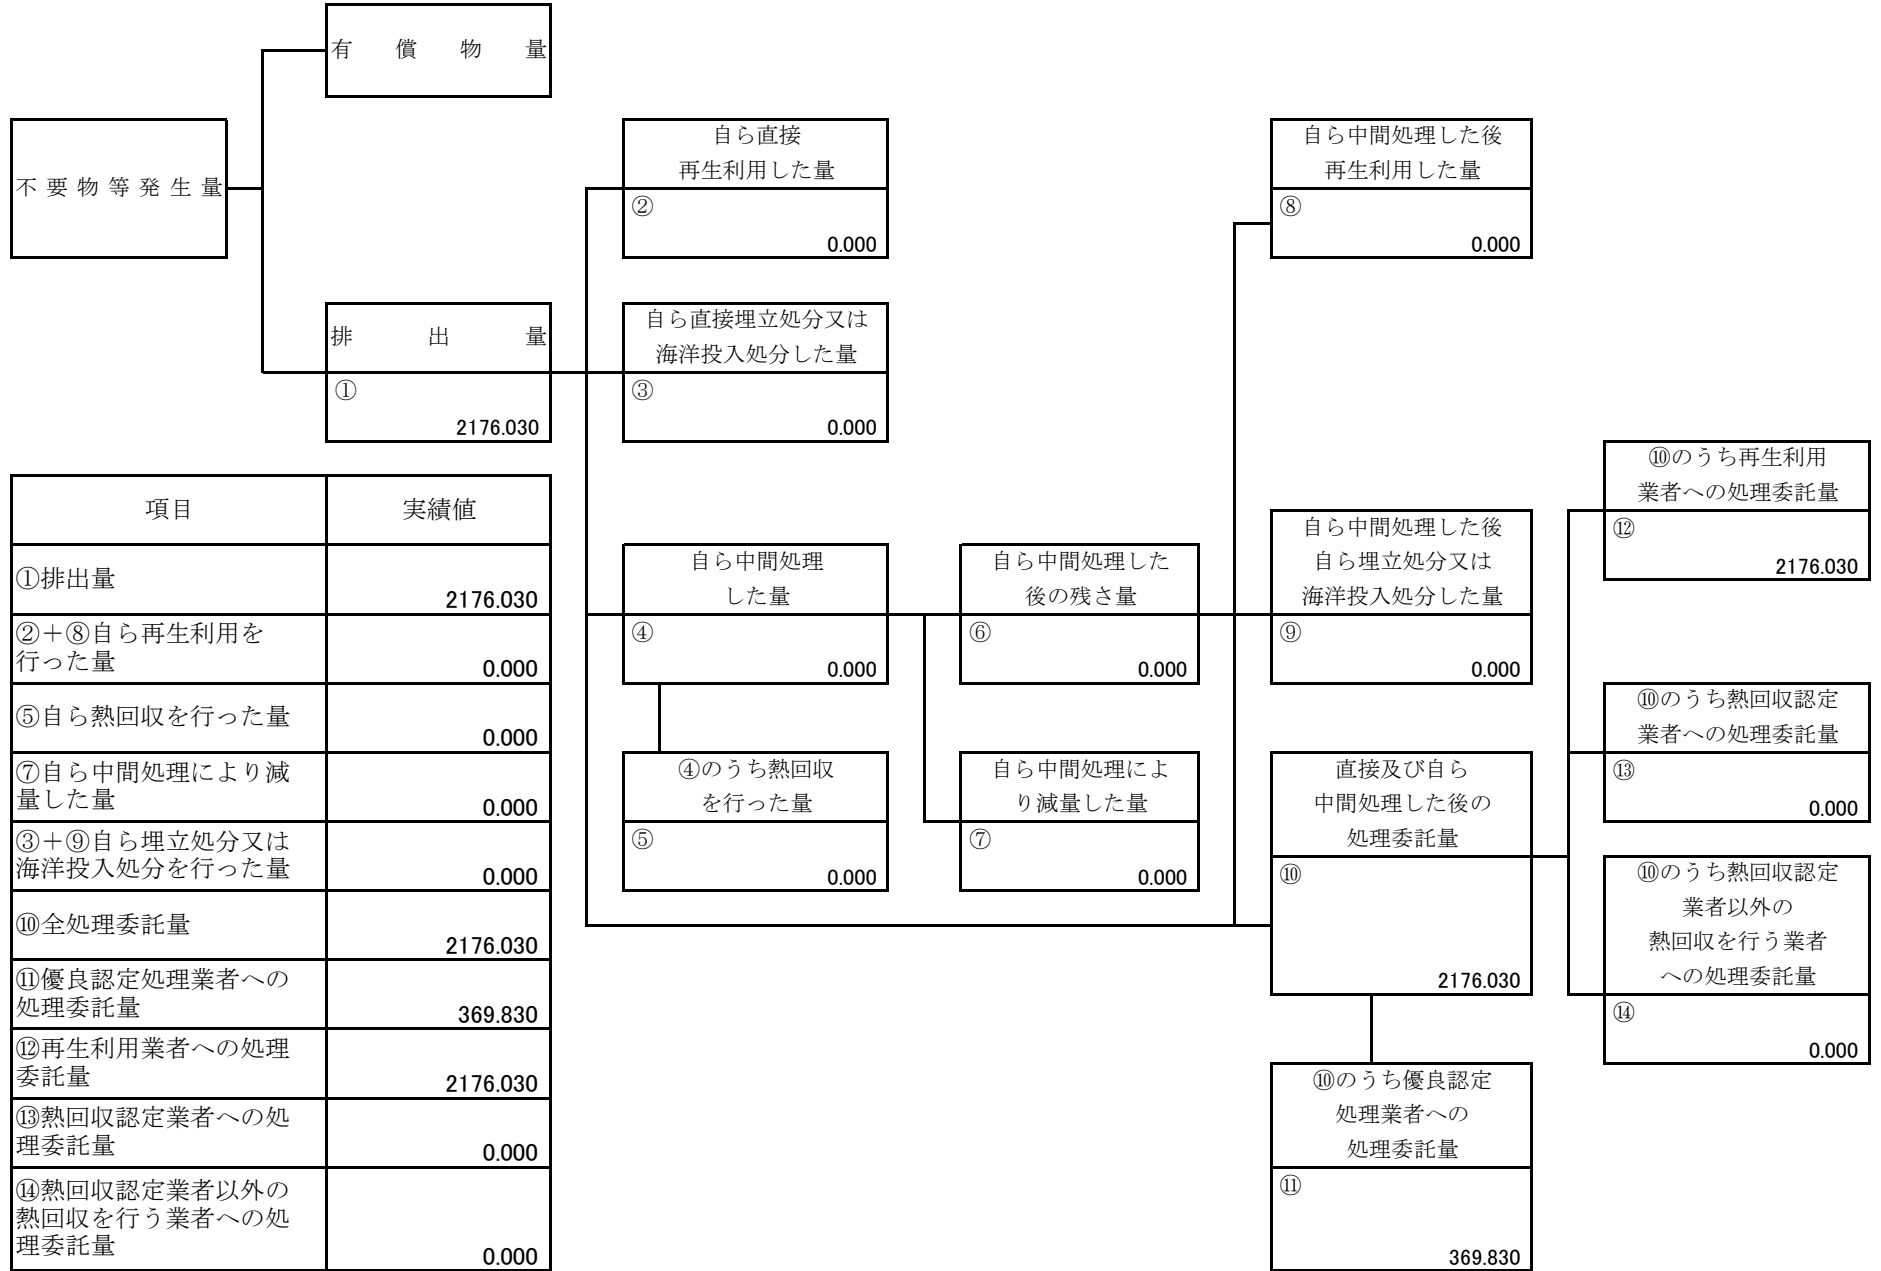 有償物量
不要物等発生量
排出量
①
2176.030
自ら直接
再生利用した量
②
0.000
自ら直接埋立処分又は
海洋投入処分した量
③
0.000
自ら中間処理
した量
④
0.000
④のうち熱回収
を行った量
⑤
0.000
自ら中間処理した
後の残さ量
⑥
0.000
自ら中間処理によ
り減量した量
⑦
0.000
自ら中間処理した後
再生利用した量
⑧
0.000
自ら中間処理した後
自ら埋立処分又は
海洋投入処分した量
⑨
0.000
直接及び自ら
中間処理した後の
処理委託量
⑩
2176.030
⑩のうち優良認定
処理業者への
処理委託量
⑪
369.830
⑩のうち再生利用
業者への処理委託量
⑫
2176.030
⑩のうち熱回収認定
業者への処理委託量
⑬
0.000
⑩のうち熱回収認定
業者以外の
熱回収を行う業者
への処理委託量
⑭
0.000
項目 実績値
①排出量
2176.030
②+⑧自ら再生利用を
行った量
0.000
⑤自ら熱回収を行った量
0.000
⑦自ら中間処理により減
量した量
0.000
③+⑨自ら埋立処分又は
海洋投入処分を行った量
0.000
⑩全処理委託量
2176.030
⑪優良認定処理業者への
処理委託量
369.830
⑫再生利用業者への処理
委託量
2176.030
⑬熱回収認定業者への処
理委託量
0.000
⑭熱回収認定業者以外の
熱回収を行う業者への処
理委託量
0.000